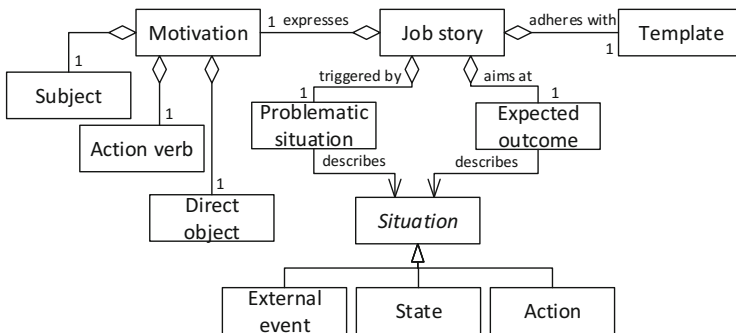 Motivation
1
expresses
Job story
adheres with
1
Template
1
Subject
triggered by
aims at
1
Problematic
situation
1
Expected
outcome
1
Action verb
describes
describes
1
Direct
object
Situation
External
event
State
Action